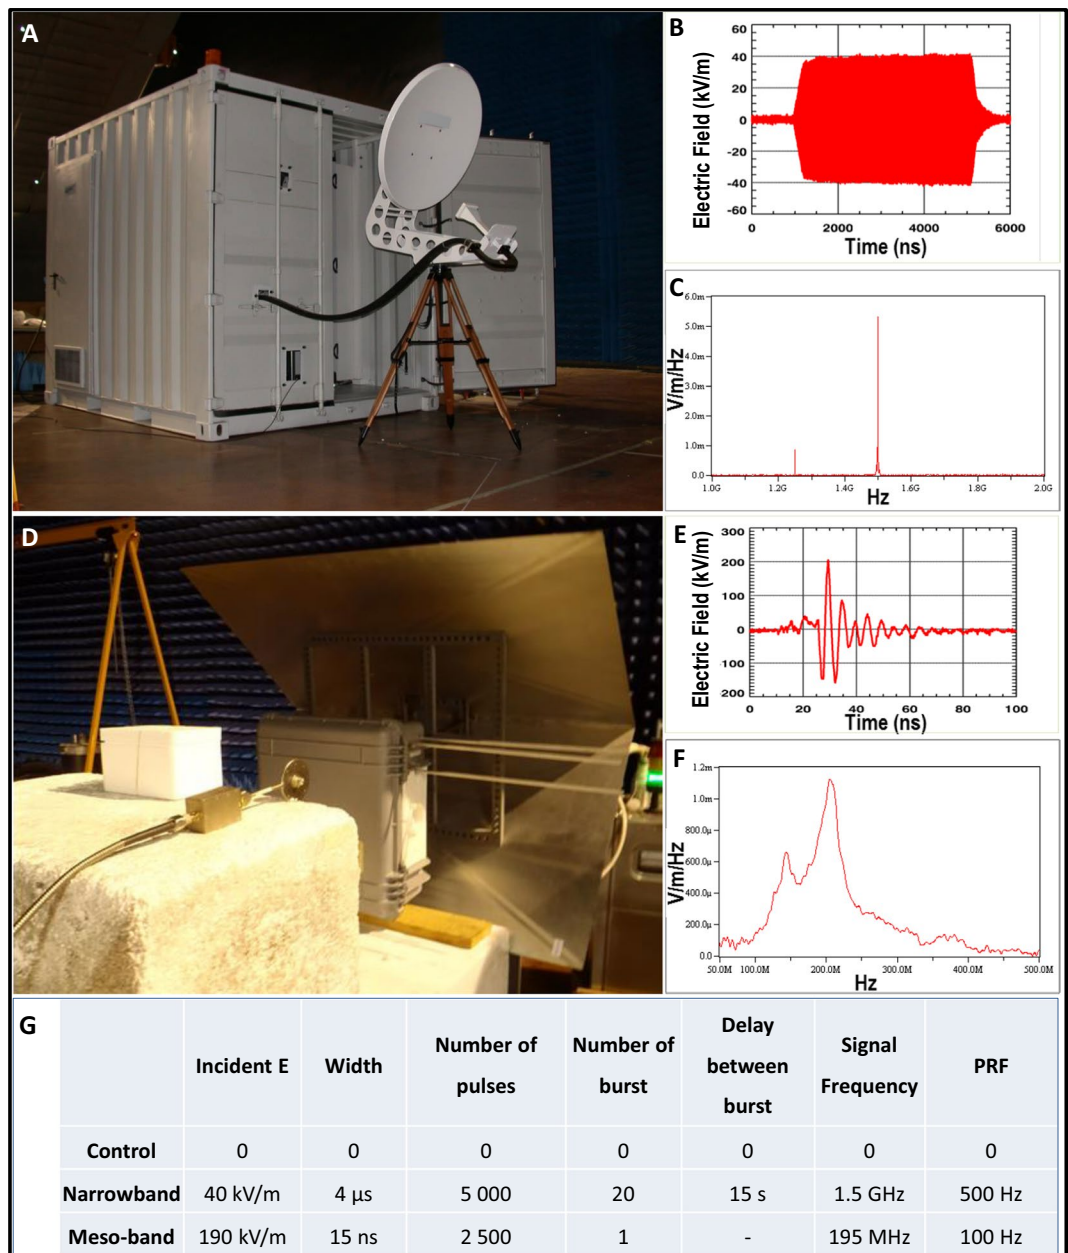 A
B
60
40
20
0
-20
-40
-60
Electric Field (kV/m)
0 2000 4000 6000
Time (ns)
C
6.0m
5.0m
4.0m
3.0m
2.0m
1.0m
0.0
V/m/Hz
1.0G 1.2G 1.4G 1.6G 1.8G 2.0G
Hz
D
E
300
200
100
0
-100
200
Electric Field (kV/m)
0 20 40 60 80 100
Time (ns)
F
1.2m
1.0m
800.0µ
600.0µ
400.0µ
200.0µ
0.0
V/m/Hz
50.0M 100.0M 200.0M 300.0M 400.0M 500.0M
Hz
G
Incident E Width Number of pulses Number of burst Delay between burst Signal Frequency PRF
Control 0 0 0 0 0 0 0
Narrowband 40 kV/m 4 µs 5 000 20 15 s 1.5 GHz 500 Hz
Meso-band 190 kV/m 15 ns 2 500 1 - 195 MHz 100 Hz